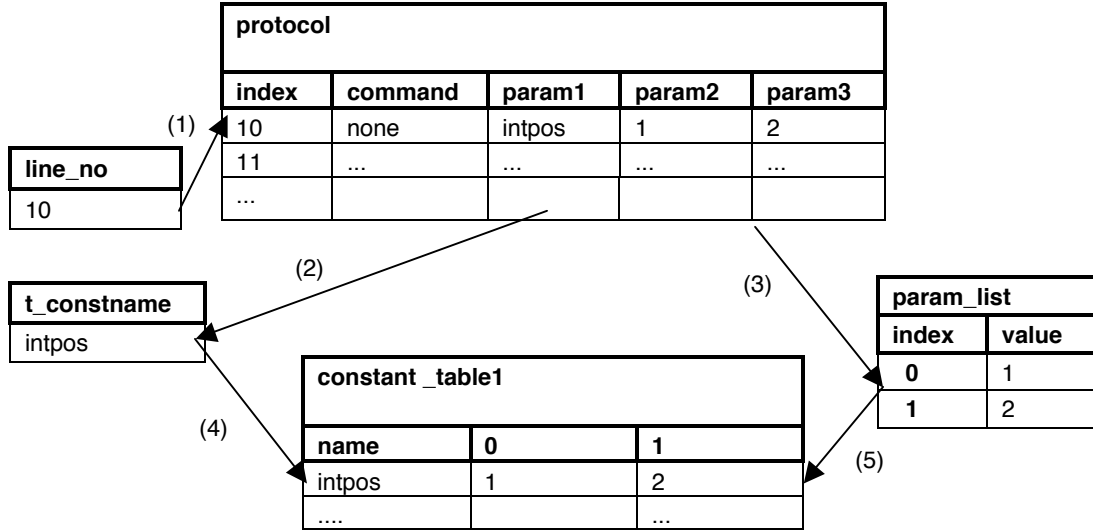 protocol
index command param1 param2 param3
(1)
10 none intpos 1 2
11 ... ... ... ...
...
line_no
10
(2)
(3)
t_constname
intpos
param_list
index value
0 1
1 2
constant _table1
(4)
name 0 1
(5)
intpos 1 2
.... ...